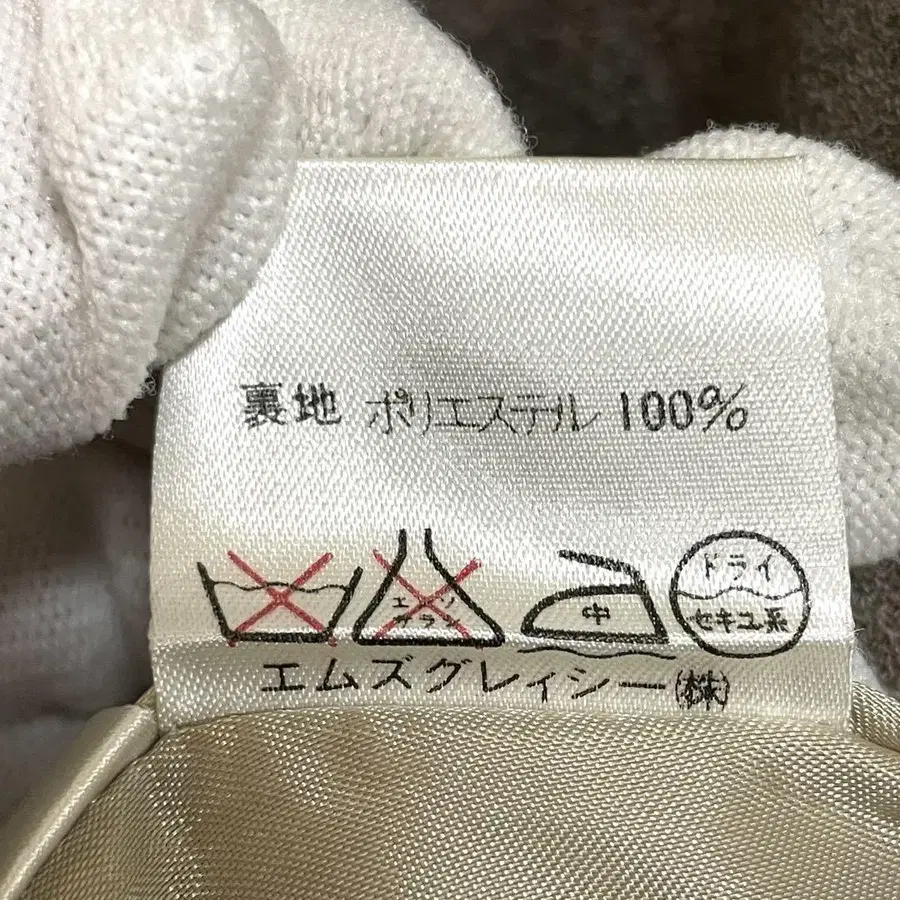 裏地 ポリエステル 100%
エンソ
サラシ
中
ドライ
セキユ系
エムズグレィシー㈱